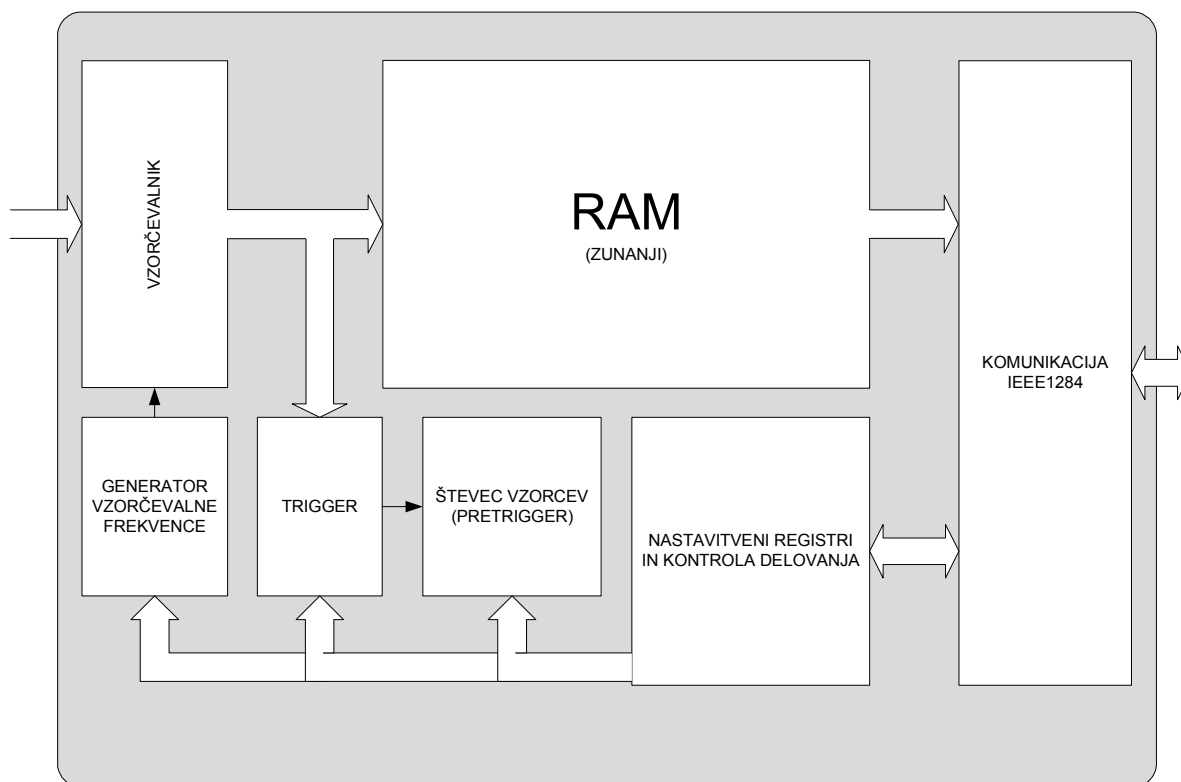 VZORČEVALNIK
RAM
(ZUNANJI)
KOMUNIKACIJA
IEEE1284
GENERATOR
VZORČEVALNE
FREKVENCE
TRIGGER
ŠTEVEC VZORCEV
(PRETRIGGER)
NASTAVITVENI REGISTRI
IN KONTROLA DELOVANJA